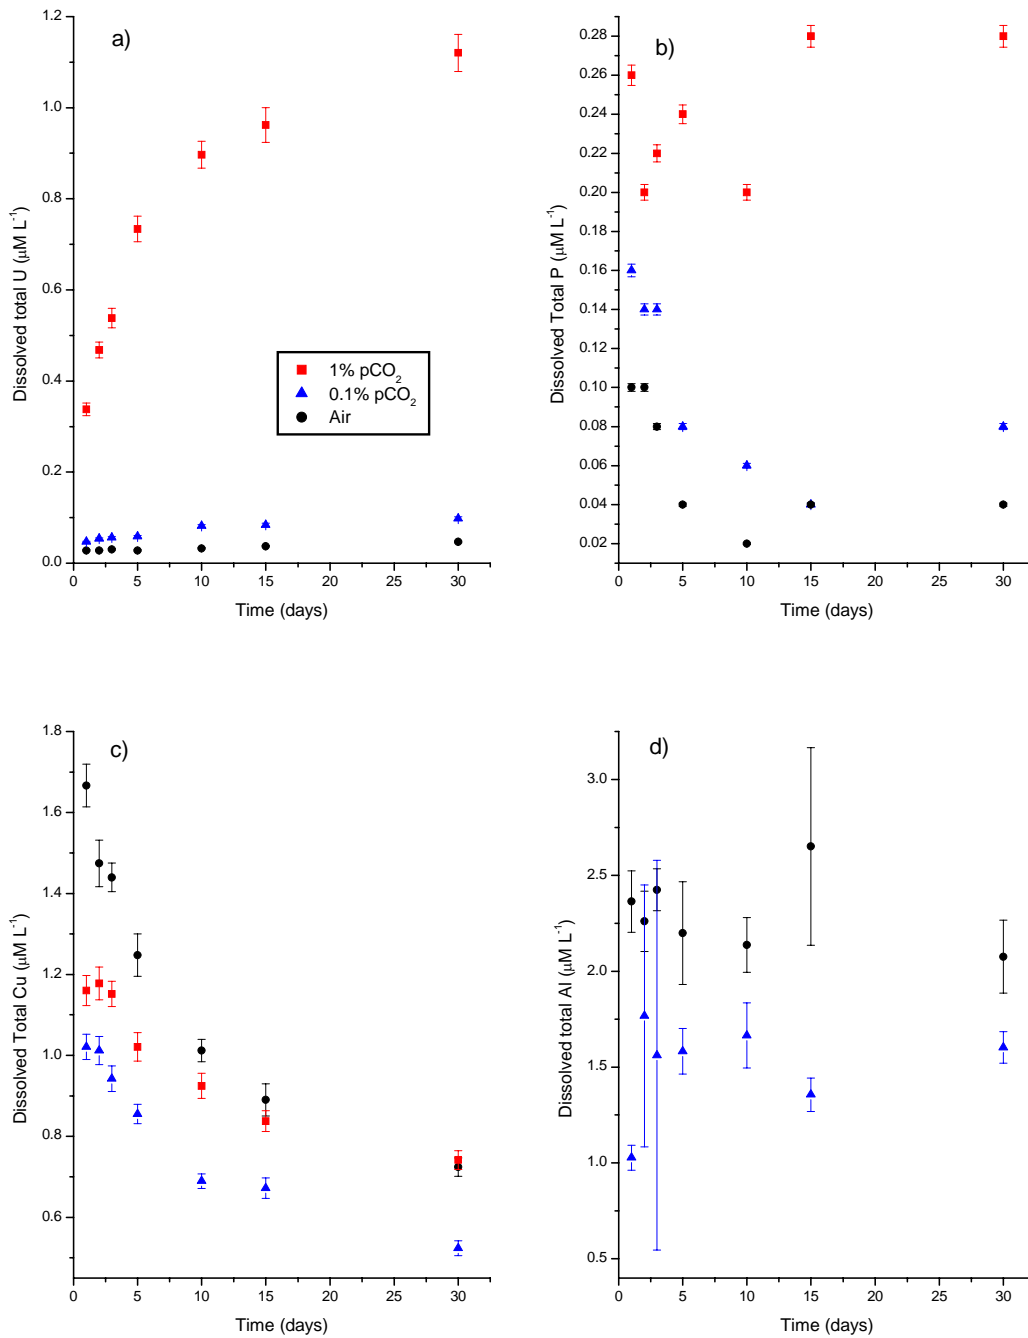 a)
Dissolved total U (μM L⁻¹)
1.2
1.0
0.8
0.6
0.4
0.2
0.0
1% pCO₂
0.1% pCO₂
Air
0 5 10 15 20 25 30
Time (days)
b)
Dissolved Total P (μM L⁻¹)
0.28
0.26
0.24
0.22
0.20
0.18
0.16
0.14
0.12
0.10
0.08
0.06
0.04
0.02
0 5 10 15 20 25 30
Time (days)
c)
Dissolved Total Cu (μM L⁻¹)
1.8
1.6
1.4
1.2
1.0
0.8
0.6
0 5 10 15 20 25 30
Time (days)
d)
Dissolved total Al (μM L⁻¹)
3.0
2.5
2.0
1.5
1.0
0.5
0 5 10 15 20 25 30
Time (days)